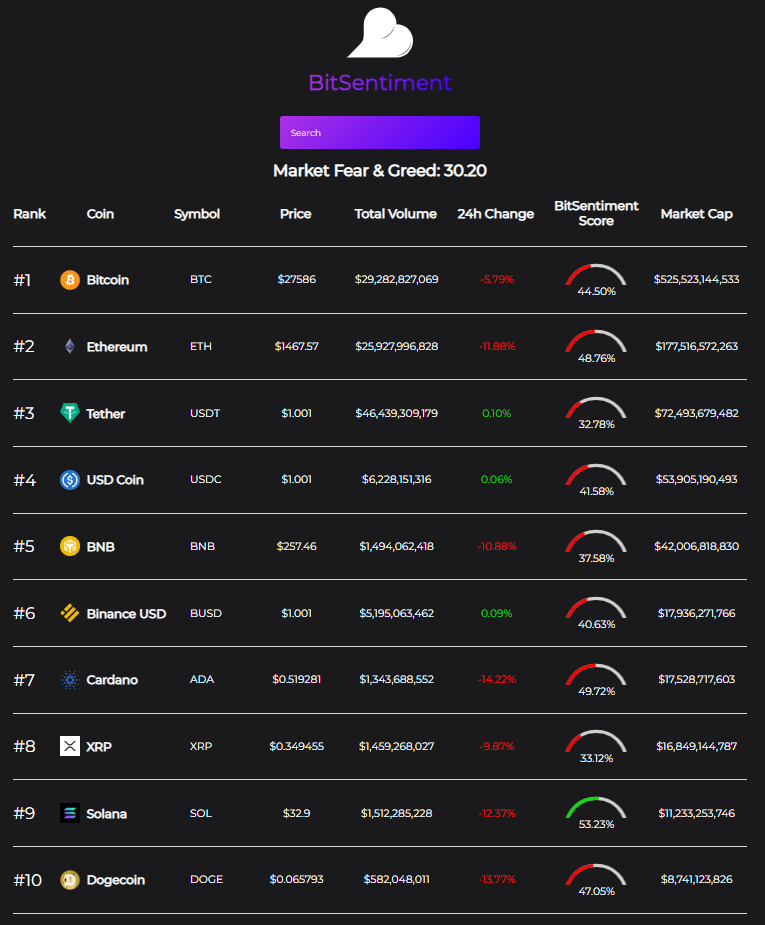 BitSentiment
Search
Market Fear & Greed: 30.20
Rank Coin Symbol Price Total Volume 24h Change BitSentiment Score Market Cap
#1 Bitcoin BTC $27586 $29,282,827,069 -5.79% 44.50% $525,523,144,533
#2 Ethereum ETH $1467.57 $25,927,996,828 -11.88% 48.76% $177,516,572,263
#3 Tether USDT $1.001 $46,439,309,179 0.10% 32.78% $72,493,679,482
#4 USD Coin USDC $1.001 $6,228,151,316 0.06% 41.58% $53,905,190,493
#5 BNB BNB $257.46 $1,494,062,418 -10.88% 37.58% $42,006,818,830
#6 Binance USD BUSD $1.001 $5,195,063,462 0.09% 40.63% $17,936,271,766
#7 Cardano ADA $0.519281 $1,343,688,552 -14.22% 49.72% $17,528,717,603
#8 XRP XRP $0.349455 $1,459,268,027 -9.87% 33.12% $16,849,144,787
#9 Solana SOL $32.9 $1,512,285,228 -12.37% 53.23% $11,233,253,746
#10 Dogecoin DOGE $0.065793 $582,048,011 -13.77% 47.05% $8,741,123,826